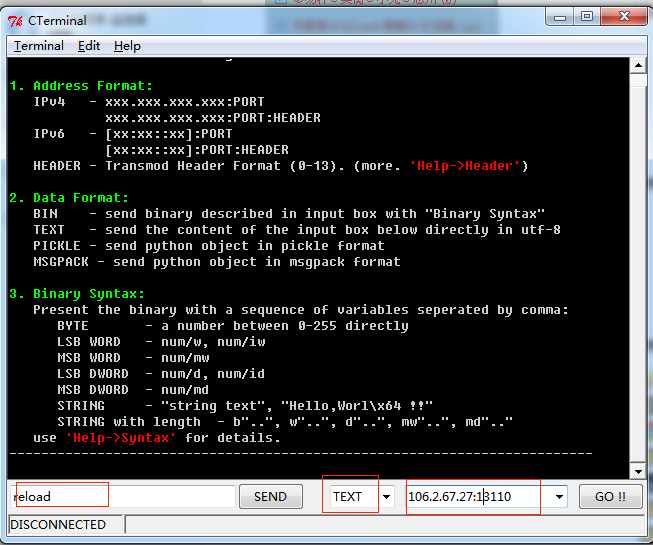 CTerminal
Terminal Edit Help
1. Address Format:
IPv4 - xxx.xxx.xxx.xxx:PORT
xxx.xxx.xxx.xxx:PORT:HEADER
IPv6 - [xx:xx::xx]:PORT
[xx:xx::xx]:PORT:HEADER
HEADER - Transmod Header Format (0-13). (more. 'Help->Header')
2. Data Format:
BIN - send binary described in input box with "Binary Syntax"
TEXT - send the content of the input box below directly in utf-8
PICKLE - send python object in pickle format
MSGPACK - send python object in msgpack format
3. Binary Syntax:
Present the binary with a sequence of variables seperated by comma:
BYTE - a number between 0-255 directly
LSB WORD - num/w, num/iw
MSB WORD - num/mw
LSB DWORD - num/d, num/id
MSB DWORD - num/md
STRING - "string text", "Hello,Worl\x64 !!"
STRING with length - b"..", w"..", d"..", mw"..", md".."
use 'Help->Syntax' for details.
reload SEND TEXT 106.2.67.27:13110 GO !!
DISCONNECTED